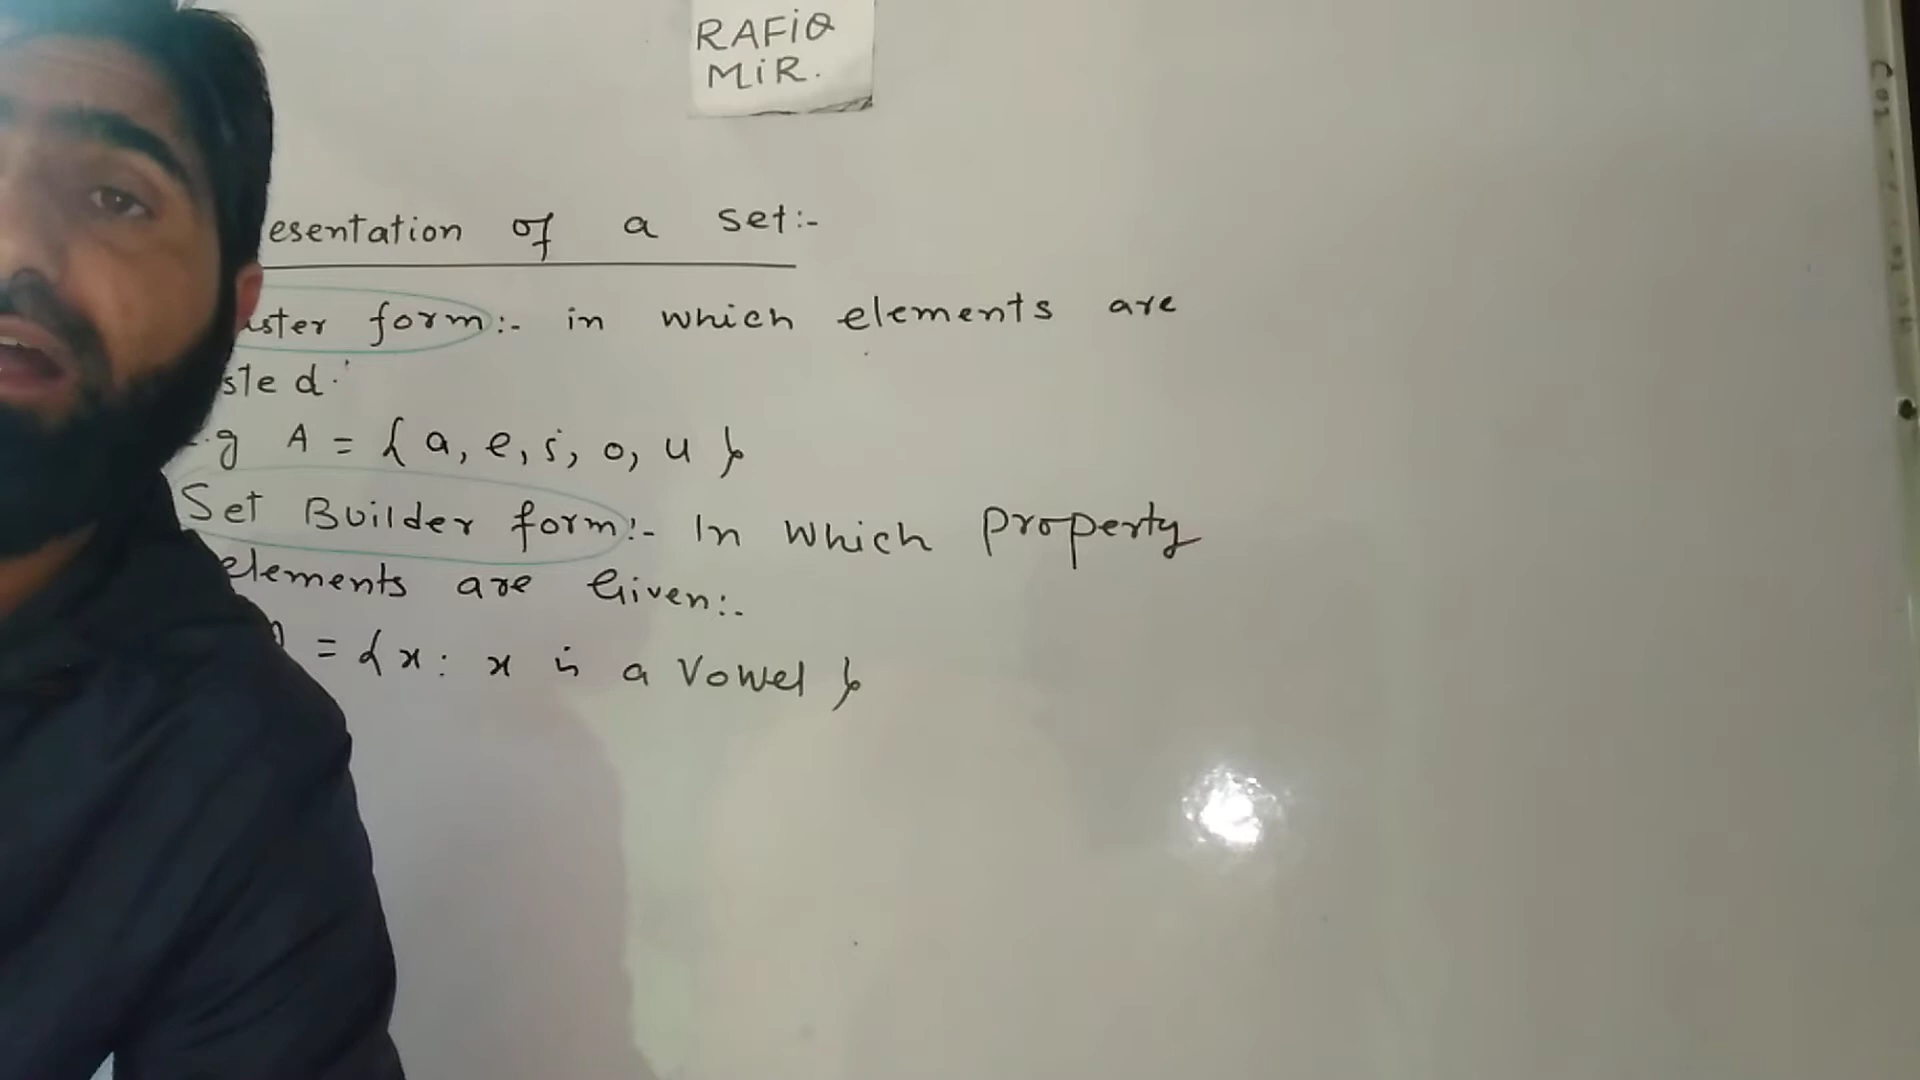 RAFIQ
MIR.
esentation of a set:-
ster form:- in which elements are
sted.
.g A = { a, e, i, o, u }
Set Builder form:- In which property
elements are Given:-
= { x : x is a Vowel }